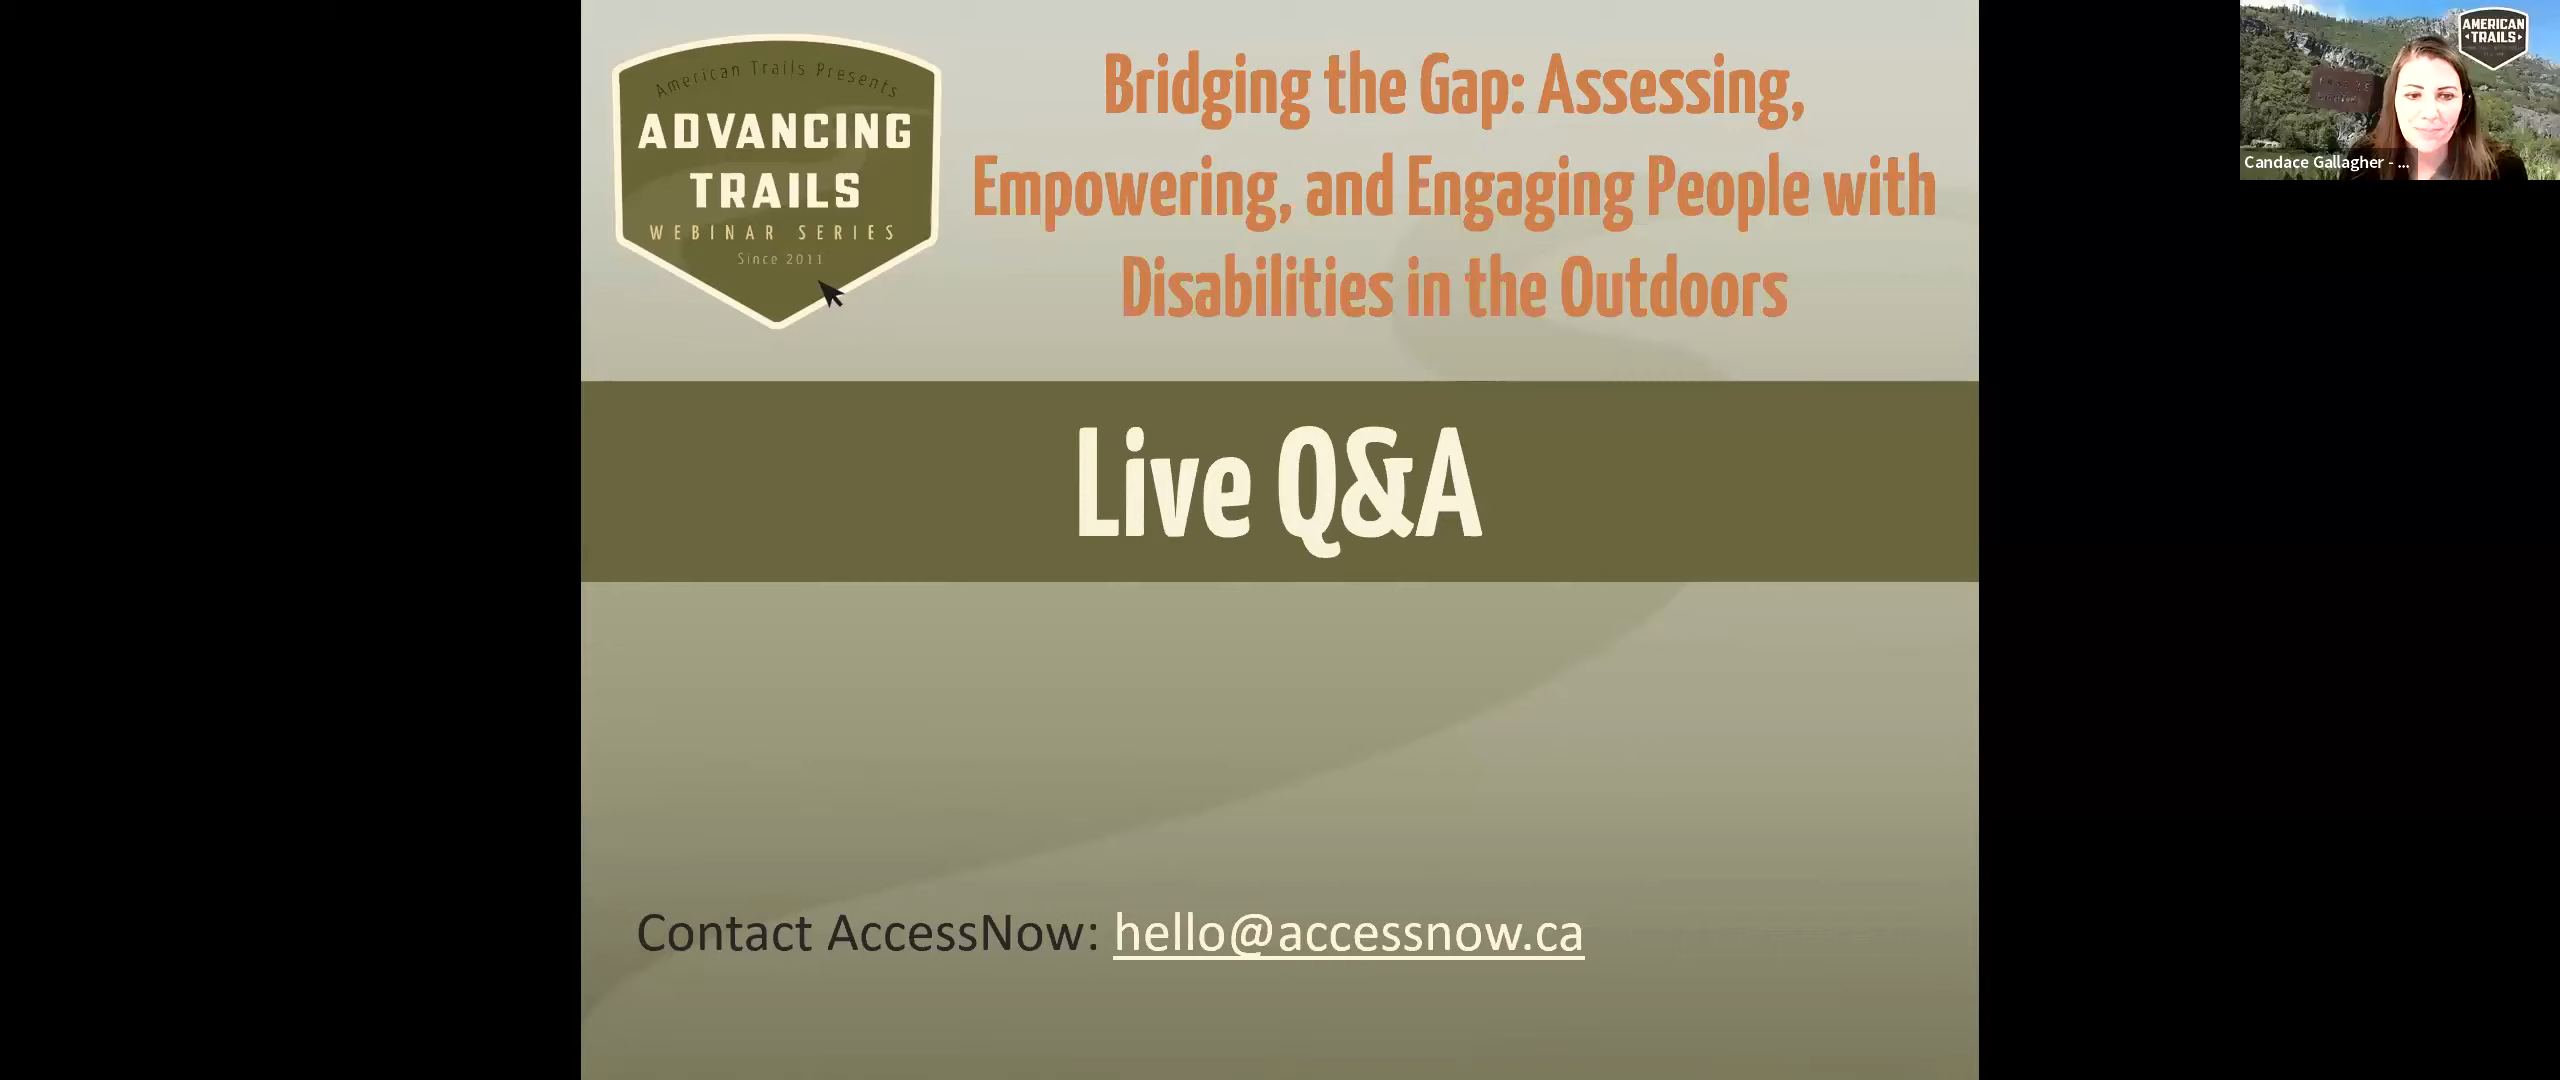 American Trails Presents
ADVANCING
TRAILS
WEBINAR SERIES
Since 2011
Bridging the Gap: Assessing,
Empowering, and Engaging People with
Disabilities in the Outdoors
Live Q&A
Contact AccessNow: hello@accessnow.ca
AMERICAN
TRAILS
Candace Gallagher - ...